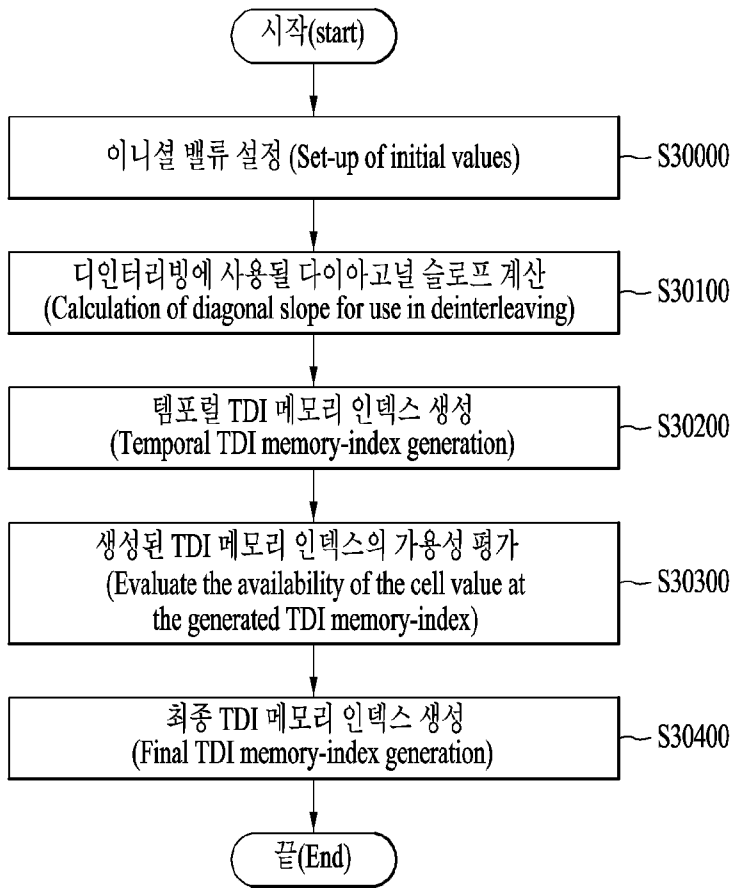 시작(start)
이니셜 밸류 설정 (Set-up of initial values)
S30000
디인터리빙에 사용될 다이아고널 슬로프 계산
(Calculation of diagonal slope for use in deinterleaving)
S30100
템포럴 TDI 메모리 인덱스 생성
(Temporal TDI memory-index generation)
S30200
생성된 TDI 메모리 인텍스의 가용성 평가
(Evaluate the availability of the cell value at
the generated TDI memory-index)
S30300
최종 TDI 메모리 인텍스 생성
(Final TDI memory-index generation)
S30400
끝(End)